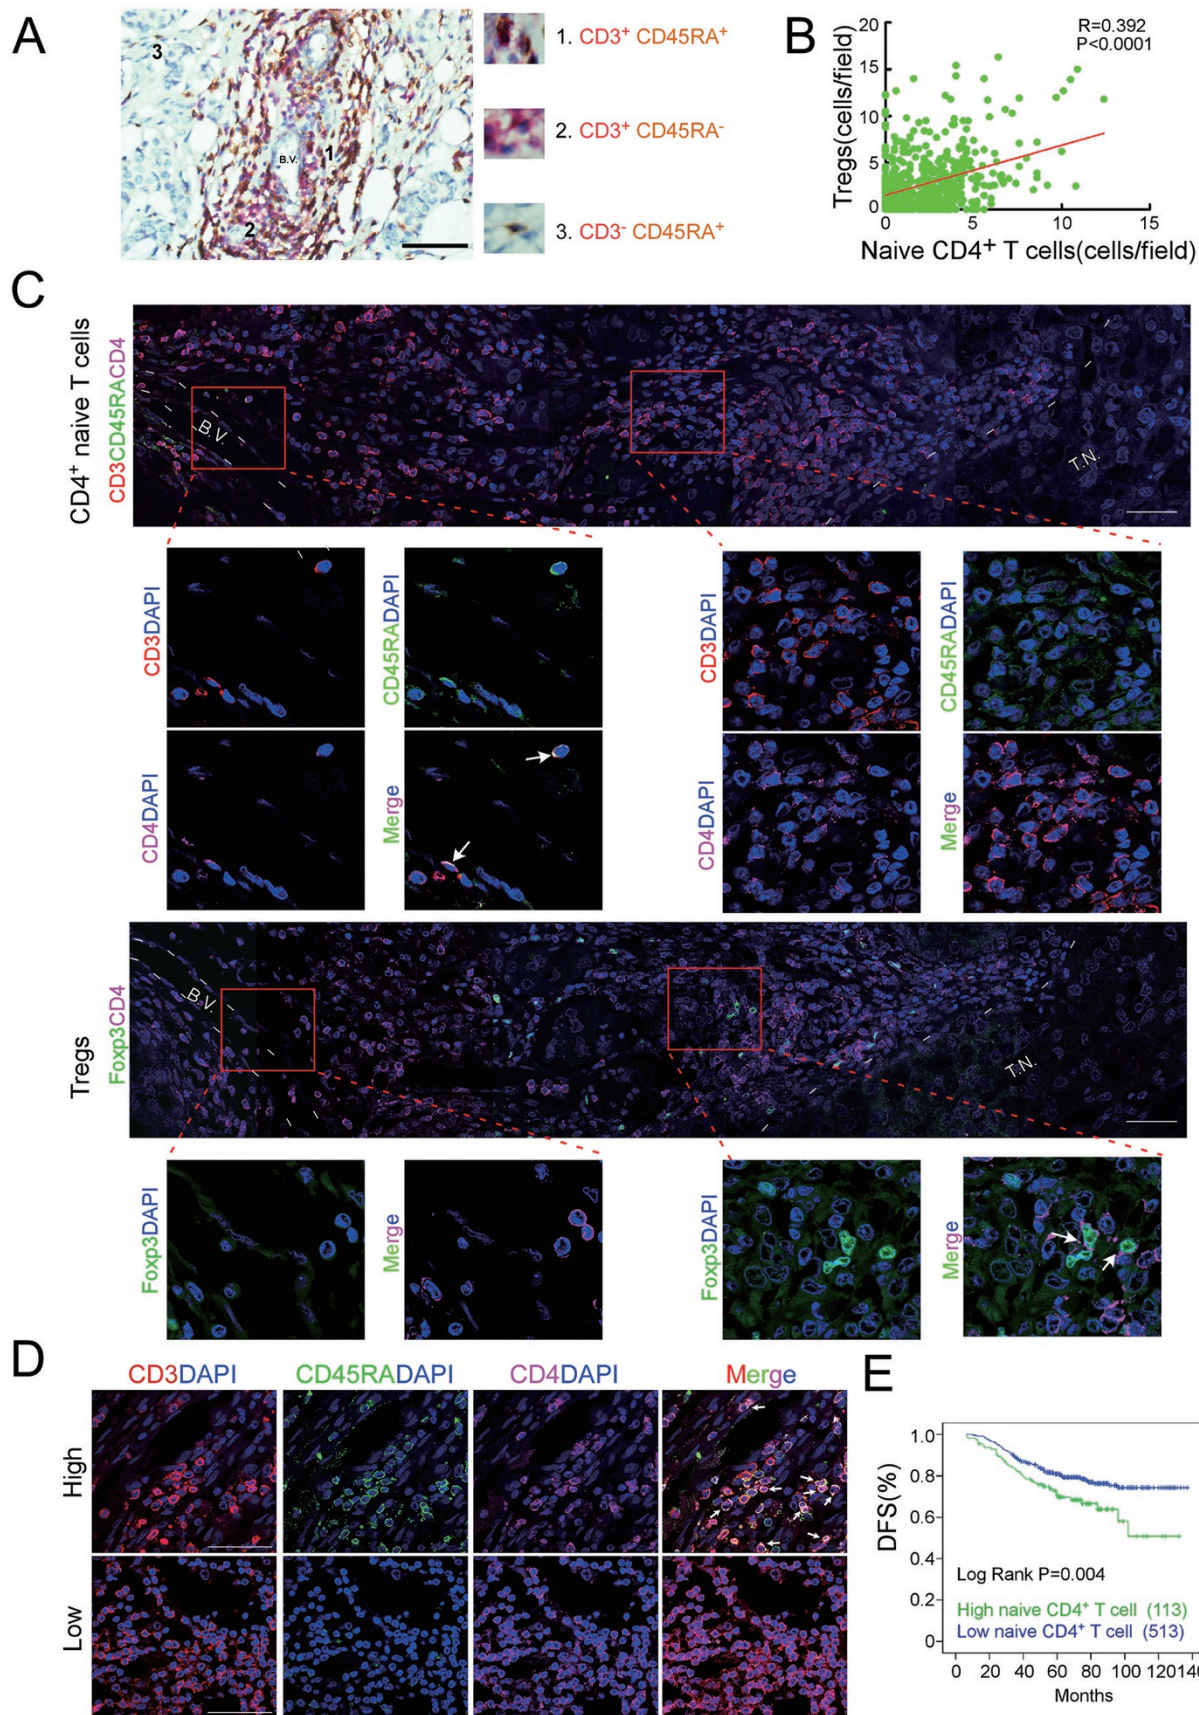 A
3
B.V.
1
2
1. CD3⁺ CD45RA⁺
2. CD3⁺ CD45RA⁻
3. CD3⁻ CD45RA⁺
B
R=0.392
P<0.0001
Tregs(cells/field)
20
15
10
5
0
0
5
10
15
Naive CD4⁺ T cells(cells/field)
C
CD4⁺ naive T cells
CD3CD45RACD4
B.V.
T.N.
CD3DAPI
CD45RADAPI
CD3DAPI
CD45RADAPI
CD4DAPI
Merge
CD4DAPI
Merge
Tregs
Foxp3CD4
B.V.
T.N.
Foxp3DAPI
Merge
Foxp3DAPI
Merge
D
CD3DAPI
CD45RADAPI
CD4DAPI
Merge
High
Low
E
DFS(%)
1.0
0.8
0.6
0.4
0.2
0
Log Rank P=0.004
High naive CD4⁺ T cell (113)
Low naive CD4⁺ T cell (513)
0 20 40 60 80 100 120 140
Months